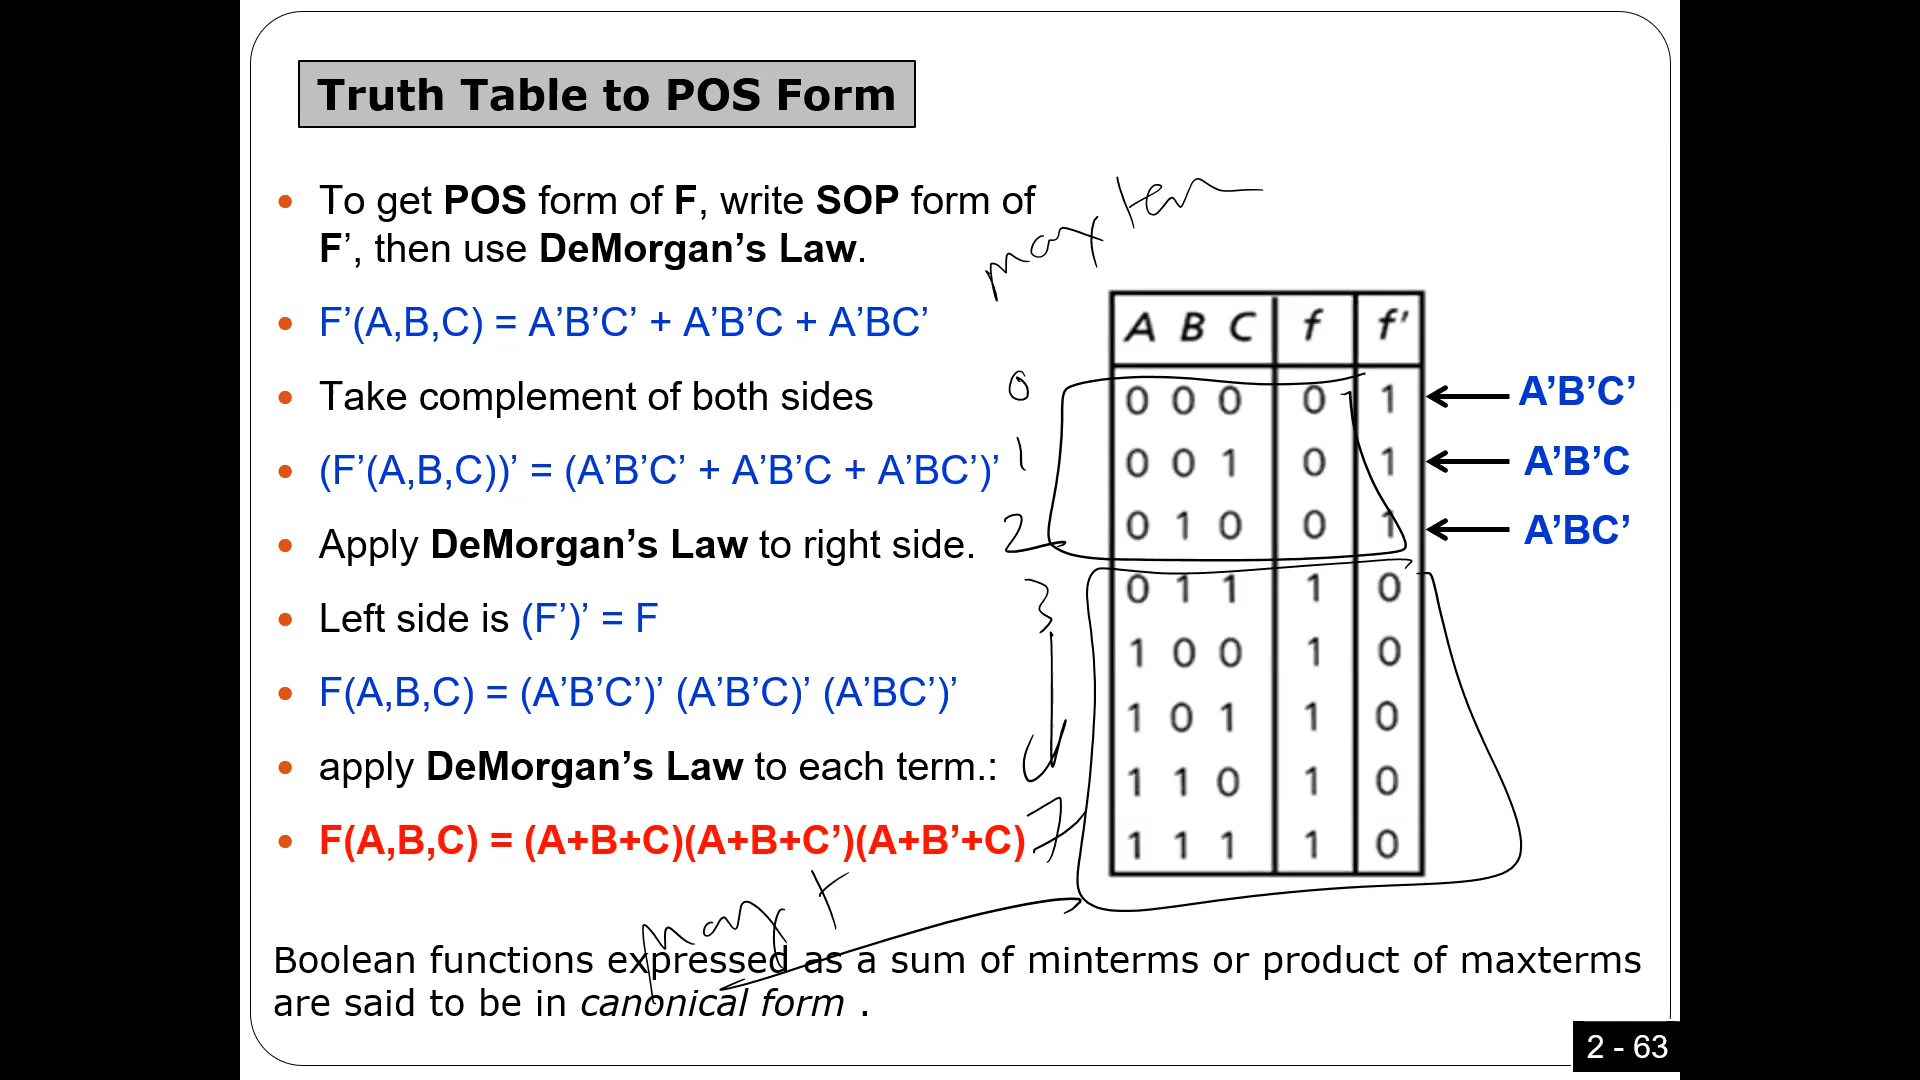 Truth Table to POS Form
• To get POS form of F, write SOP form of
F’, then use DeMorgan’s Law.
• F’(A,B,C) = A’B’C’ + A’B’C + A’BC’
• Take complement of both sides
• (F’(A,B,C))’ = (A’B’C’ + A’B’C + A’BC’)’
• Apply DeMorgan’s Law to right side.
• Left side is (F’)’ = F
• F(A,B,C) = (A’B’C’)’ (A’B’C)’ (A’BC’)’
• apply DeMorgan’s Law to each term.:
• F(A,B,C) = (A+B+C)(A+B+C’)(A+B’+C)
max
A B C f f'
0 0 0 0 0 1 A’B’C’
1 0 0 1 0 1 A’B’C
2 0 1 0 0 1 A’BC’
3 0 1 1 1 0
1 0 0 1 0
1 0 1 1 0
1 1 0 1 0
7 1 1 1 1 0
Boolean functions expressed as a sum of minterms or product of maxterms
are said to be in canonical form .
2 - 63